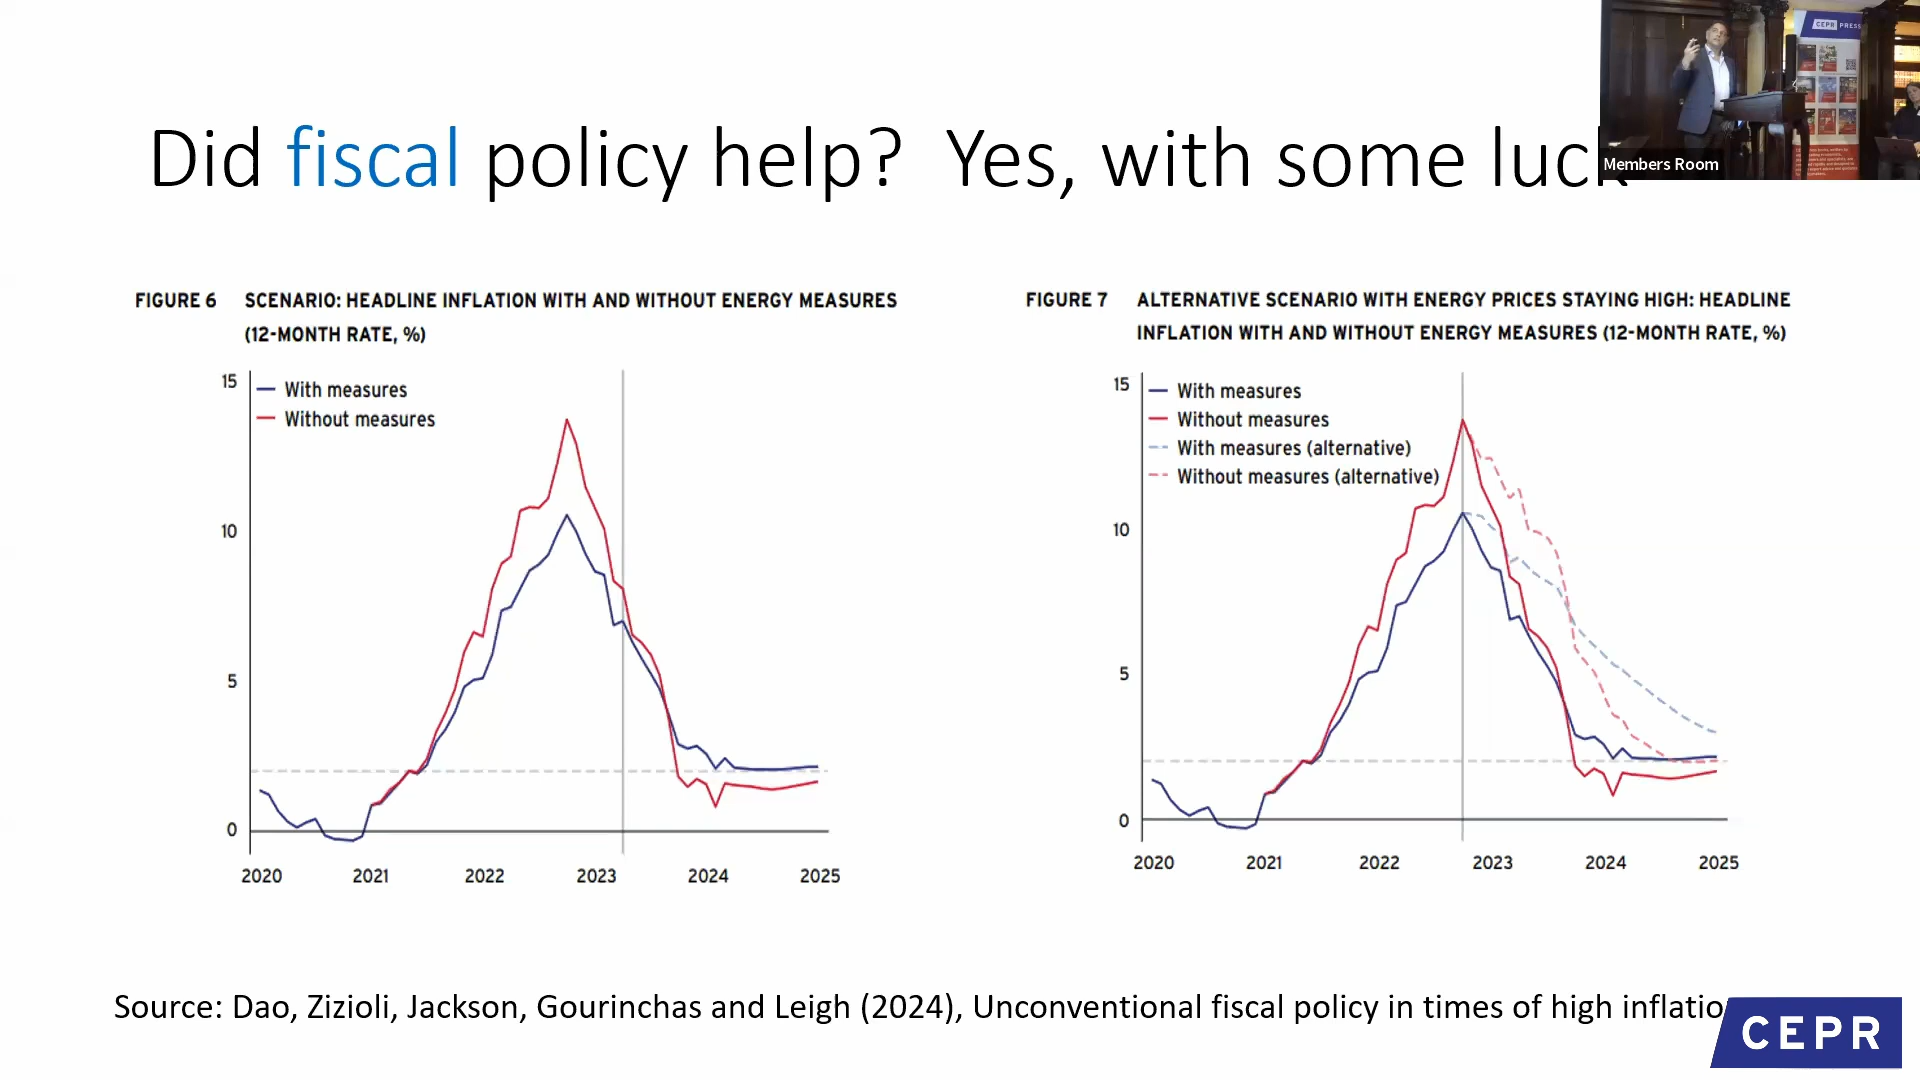 Did fiscal policy help? Yes, with some luck
CEPR PRESS
Members Room
FIGURE 6 SCENARIO: HEADLINE INFLATION WITH AND WITHOUT ENERGY MEASURES
(12-MONTH RATE, %)
15
With measures
Without measures
10
5
0
2020 2021 2022 2023 2024 2025
FIGURE 7 ALTERNATIVE SCENARIO WITH ENERGY PRICES STAYING HIGH: HEADLINE
INFLATION WITH AND WITHOUT ENERGY MEASURES (12-MONTH RATE, %)
15
With measures
Without measures
With measures (alternative)
Without measures (alternative)
10
5
0
2020 2021 2022 2023 2024 2025
Source: Dao, Zizioli, Jackson, Gourinchas and Leigh (2024), Unconventional fiscal policy in times of high inflatio
CEPR